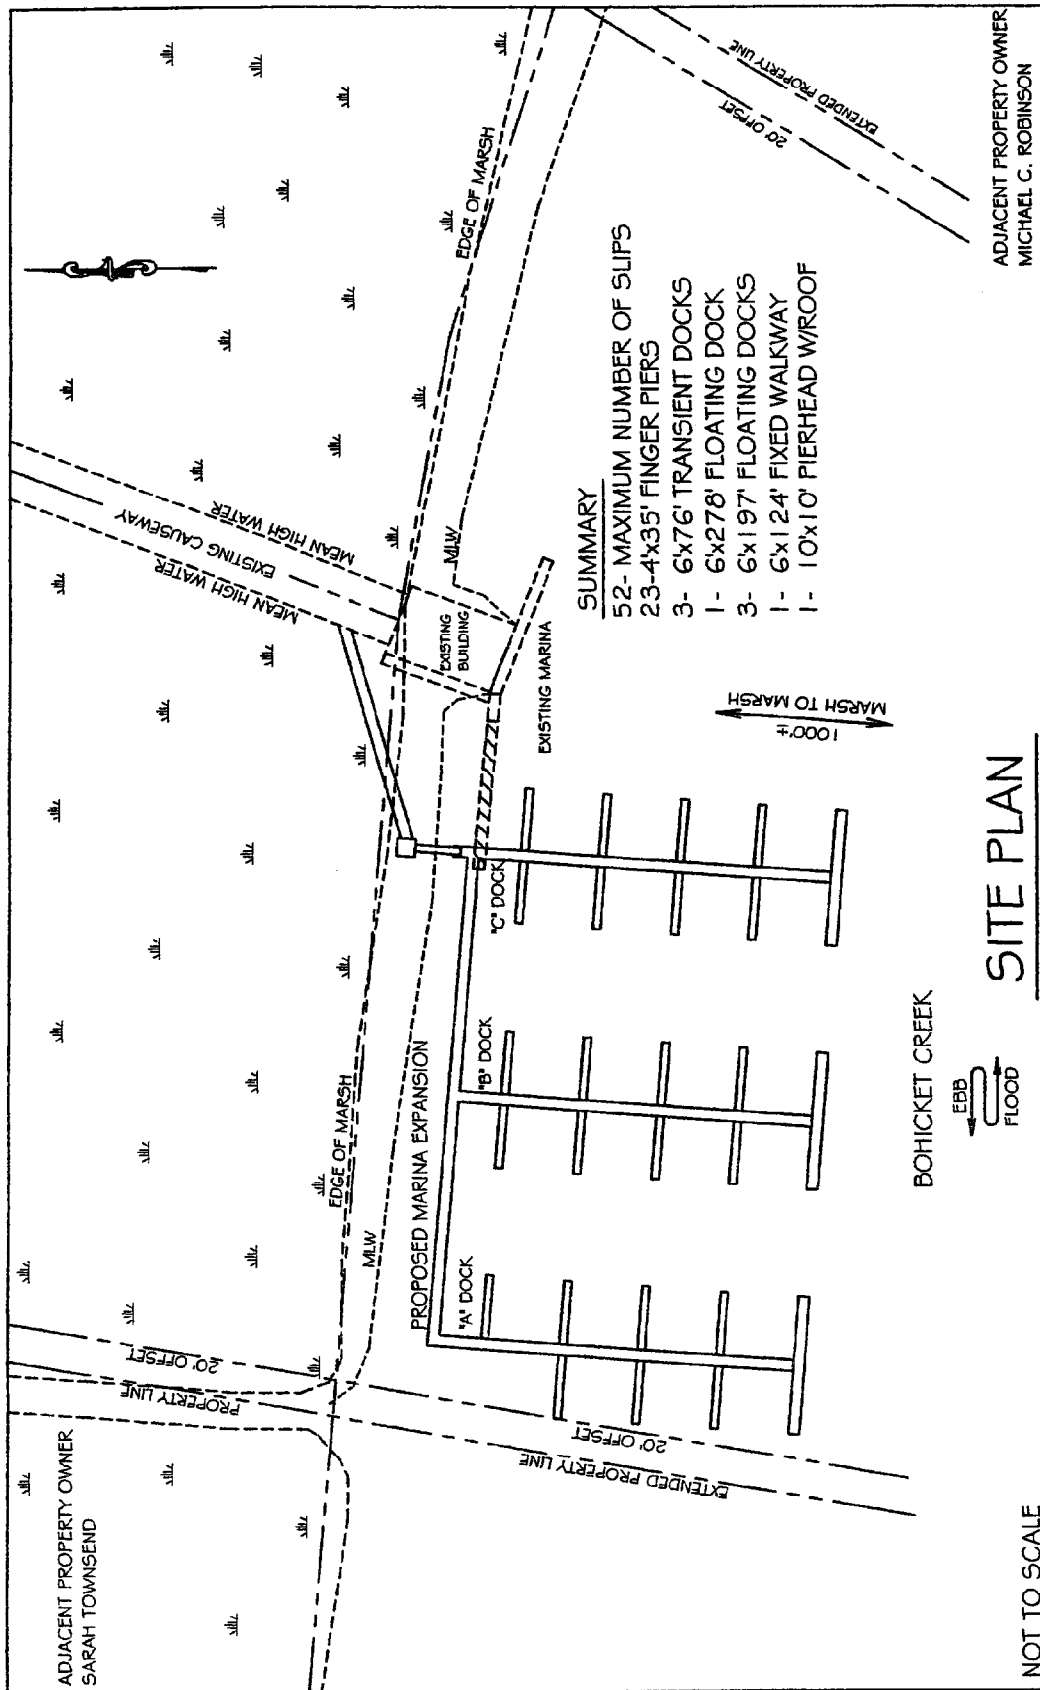 ADJACENT PROPERTY OWNER
SARAH TOWNSEND
PROPERTY LINE
20' OFFSET
MEAN HIGH WATER
EXISTING CAUSEWAY
MEAN HIGH WATER
EDGE OF MARSH
EDGE OF MARSH
MLW
MLW
EXISTING
BUILDING
EXISTING MARINA
PROPOSED MARINA EXPANSION
"A" DOCK
"B" DOCK
"C" DOCK
20' OFFSET
EXTENDED PROPERTY LINE
20' OFFSET
EXTENDED PROPERTY LINE
SUMMARY
52- MAXIMUM NUMBER OF SLIPS
23-4'x35' FINGER PIERS
3- 6'x76' TRANSIENT DOCKS
1- 6'x278' FLOATING DOCK
3- 6'x197' FLOATING DOCKS
1- 6'x124' FIXED WALKWAY
1- 10'x10' PIERHEAD W/ROOF
1000'±
MARSH TO MARSH
BOHICKET CREEK
EBB
FLOOD
ADJACENT PROPERTY OWNER
MICHAEL C. ROBINSON
SITE PLAN
NOT TO SCALE